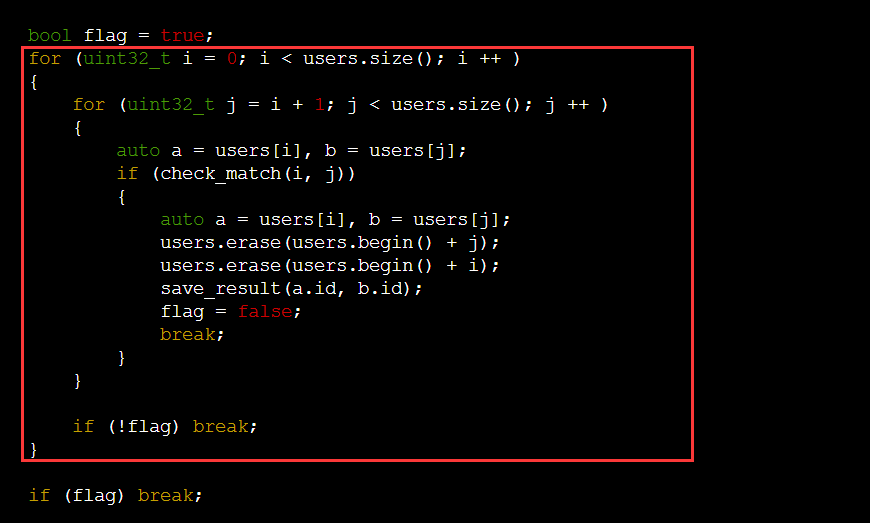 bool flag = true;
for (uint32_t i = 0; i < users.size(); i ++ )
{
    for (uint32_t j = i + 1; j < users.size(); j ++ )
    {
        auto a = users[i], b = users[j];
        if (check_match(i, j))
        {
            auto a = users[i], b = users[j];
            users.erase(users.begin() + j);
            users.erase(users.begin() + i);
            save_result(a.id, b.id);
            flag = false;
            break;
        }
    }

    if (!flag) break;
}

if (flag) break;